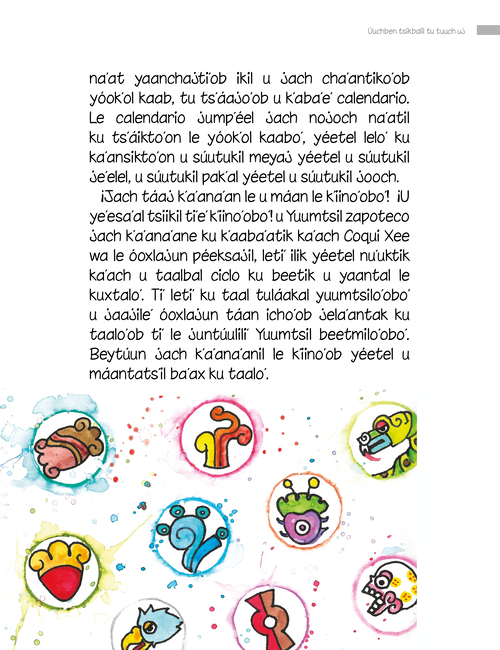 Úuchben tsikbalil tu tuuch uj
na'at yaanchajti'ob ikil u jach cha'antiko'ob
yóok'ol kaab, tu ts'áajo'ob u k'aba'e' calendario.
Le calendario jump'éel jach nojoch na'atil
ku ts'áikto'on le yóok'ol kaabo', yéetel lelo' ku
ka'ansikto'on u súutukil meyaj yéetel u súutukil
je'elel, u súutukil pak'al yéetel u súutukil jooch.
¡Jach táaj k'a'ana'an le u máan le k'iino'obo'! ¡U
ye'esa'al tsiikil ti'e' k'iino'obo'! u Yuumtsil zapoteco
jach k'a'ana'ane ku k'aaba'atik ka'ach Coqui Xee
wa le óoxlajun péeksajil, leti' ilik yéetel nu'uktik
ka'ach u taalbal ciclo ku beetik u yaantal le
kuxtalo'. Ti' leti' ku taal tuláakal yuumtsilo'obo'
u jaajile' óoxlajun táan icho'ob jela'antak ku
taalo'ob ti' le juntúulili' Yuumtsil beetmilo'obo'.
Beytúun jach k'a'ana'anil le k'iino'ob yéetel u
máantats'il ba'ax ku taalo'.